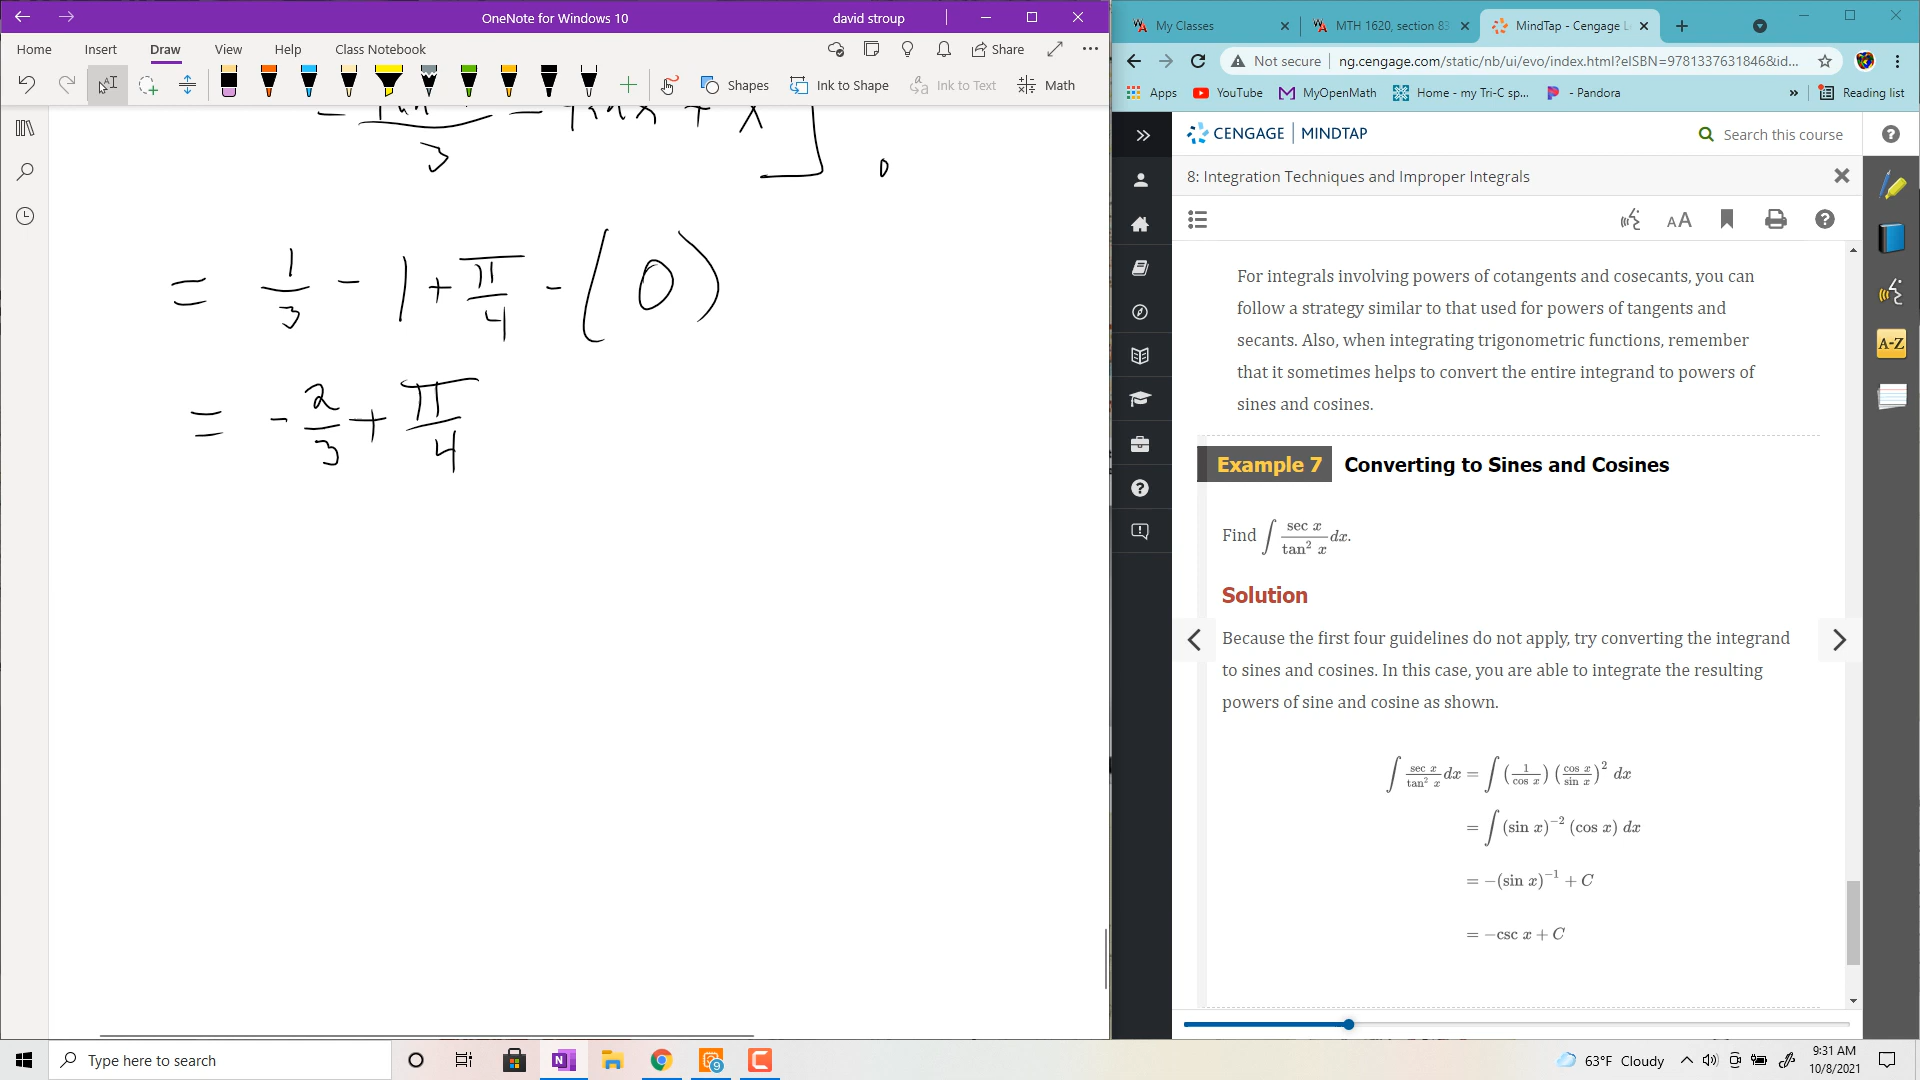 OneNote for Windows 10
david stroup
Home Insert Draw View Help Class Notebook
Share
Shapes Ink to Shape Ink to Text Math
3
0
= 1/3 - 1 + π/4 - (0)
= -2/3 + π/4
My Classes
MTH 1620, section 83
MindTap - Cengage L
Not secure ng.cengage.com/static/nb/ui/evo/index.html?eISBN=9781337631846&id...
Apps YouTube MyOpenMath Home - my Tri-C sp... - Pandora » Reading list
CENGAGE | MINDTAP
Search this course
8: Integration Techniques and Improper Integrals
AA
A-Z
For integrals involving powers of cotangents and cosecants, you can
follow a strategy similar to that used for powers of tangents and
secants. Also, when integrating trigonometric functions, remember
that it sometimes helps to convert the entire integrand to powers of
sines and cosines.
Example 7 Converting to Sines and Cosines
Find ∫ sec x / tan² x dx.
Solution
Because the first four guidelines do not apply, try converting the integrand
to sines and cosines. In this case, you are able to integrate the resulting
powers of sine and cosine as shown.
∫ sec x / tan² x dx = ∫ (1 / cos x) (cos x / sin x)² dx
= ∫ (sin x)⁻² (cos x) dx
= −(sin x)⁻¹ + C
= −csc x + C
Type here to search
63°F Cloudy
9:31 AM
10/8/2021